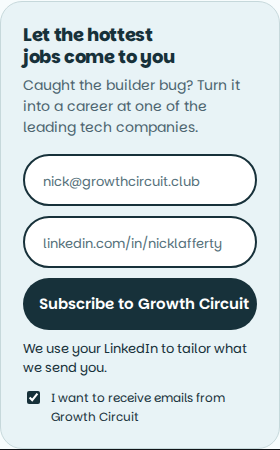 Let the hottest
jobs come to you
Caught the builder bug? Turn it
into a career at one of the
leading tech companies.
nick@growthcircuit.club
linkedin.com/in/nicklafferty
Subscribe to Growth Circuit
We use your LinkedIn to tailor what
we send you.
I want to receive emails from
Growth Circuit